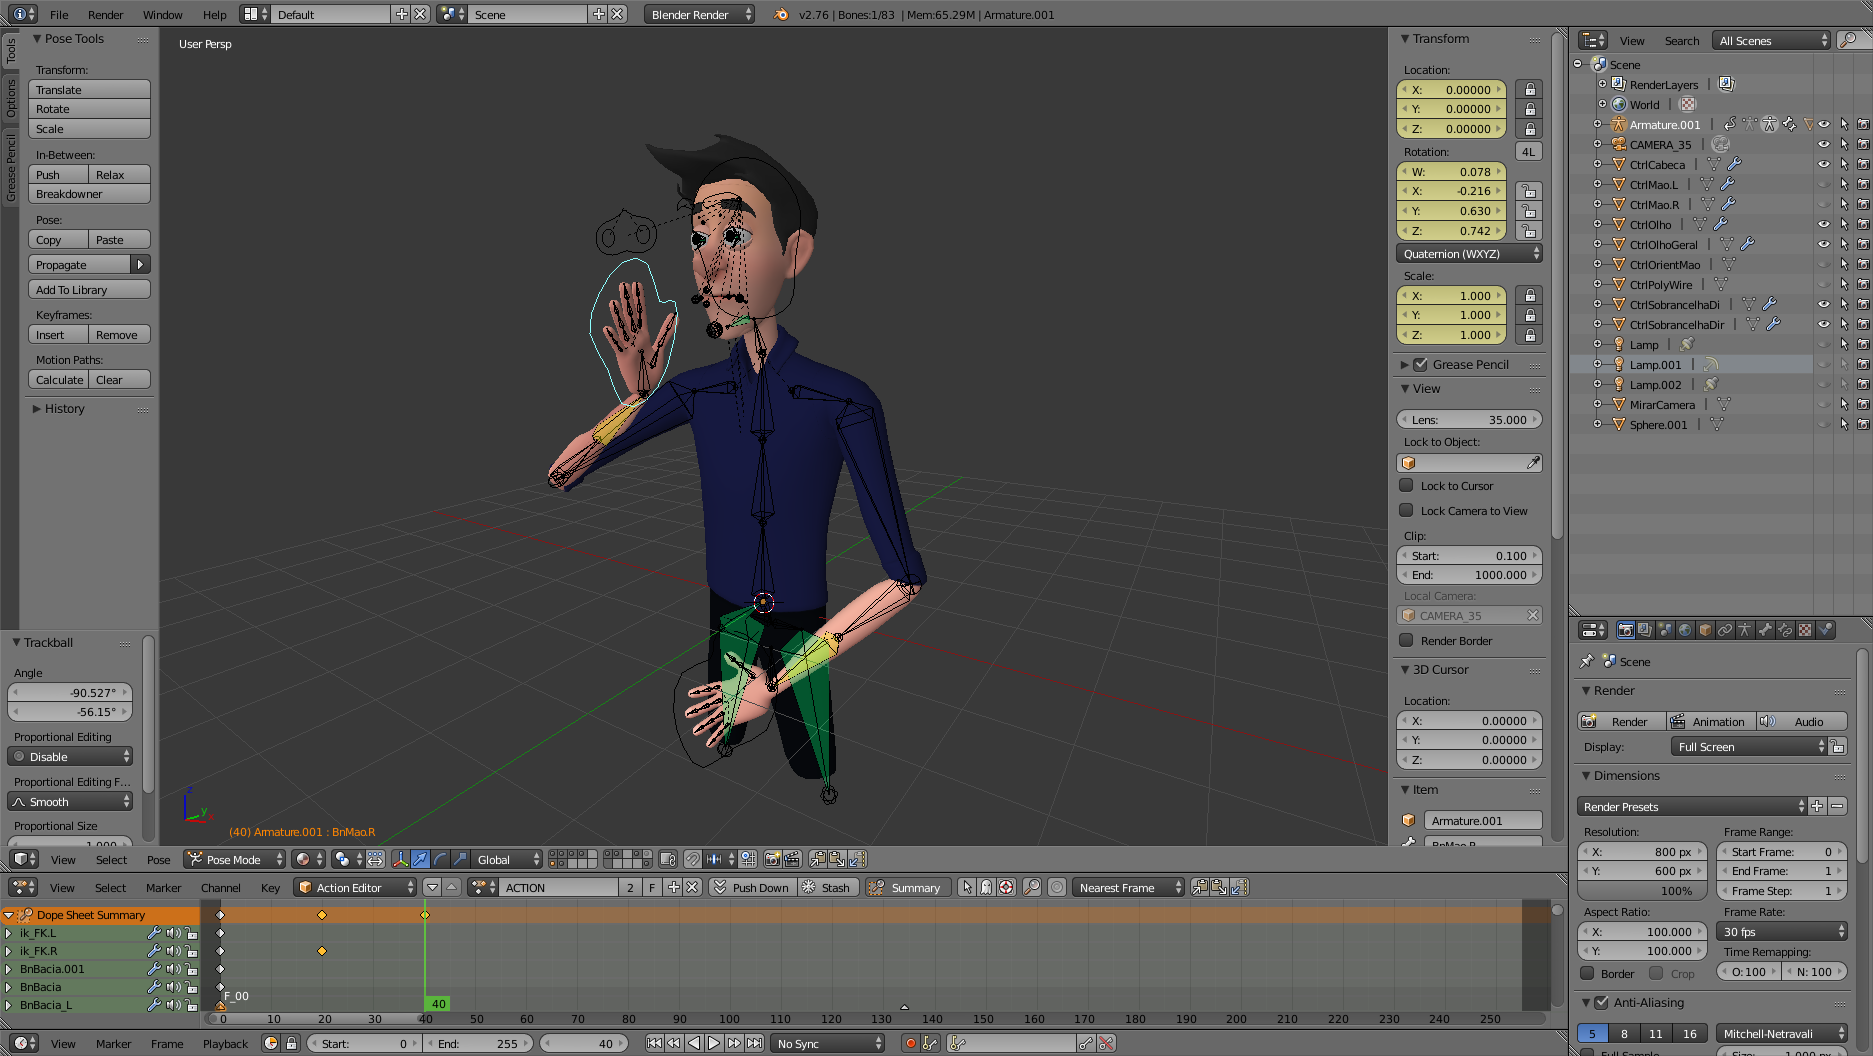 File Render Window Help Default Scene Blender Render v2.76 | Bones:1/83 | Mem:65.29M | Armature.001
Tools
Options
Grease Pencil
Pose Tools
Transform:
Translate
Rotate
Scale
In-Between:
Push Relax
Breakdowner
Pose:
Copy Paste
Propagate
Add To Library
Keyframes:
Insert Remove
Motion Paths:
Calculate Clear
History
Trackball
Angle
-90.527°
-56.15°
Proportional Editing
Disable
Proportional Editing F...
Smooth
Proportional Size
User Persp
z
y
(40) Armature.001 : BnMao.R
Transform
Location:
X: 0.00000
Y: 0.00000
Z: 0.00000
Rotation: 4L
W: 0.078
X: -0.216
Y: 0.630
Z: 0.742
Quaternion (WXYZ)
Scale:
X: 1.000
Y: 1.000
Z: 1.000
Grease Pencil
View
Lens: 35.000
Lock to Object:
Lock to Cursor
Lock Camera to View
Clip:
Start: 0.100
End: 1000.000
Local Camera:
CAMERA_35
Render Border
3D Cursor
Location:
X: 0.00000
Y: 0.00000
Z: 0.00000
Item
Armature.001
BnMao.R
View Search All Scenes
Scene
RenderLayers
World
Armature.001
CAMERA_35
CtrlCabeca
CtrlMao.L
CtrlMao.R
CtrlOlho
CtrlOlhoGeral
CtrlOrientMao
CtrlPolyWire
CtrlSobrancelhaDi
CtrlSobrancelhaDir
Lamp
Lamp.001
Lamp.002
MirarCamera
Sphere.001
Scene
Render
Render Animation Audio
Display: Full Screen
Dimensions
Render Presets
Resolution: Frame Range:
X: 800 px Start Frame: 0
Y: 600 px End Frame: 1
100% Frame Step: 1
Aspect Ratio: Frame Rate:
X: 100.000 30 fps
Y: 100.000 Time Remapping:
Border Crop O: 100 N: 100
Anti-Aliasing
5 8 11 16 Mitchell-Netravali
Full Sample 1.000 px
View Select Pose Pose Mode Global
View Select Marker Channel Key Action Editor ACTION 2 F Push Down Stash Summary Nearest Frame
Dope Sheet Summary
ik_FK.L
ik_FK.R
BnBacia.001
BnBacia
BnBacia_L
F_00
40
0 10 20 30 40 50 60 70 80 90 100 110 120 130 140 150 160 170 180 190 200 210 220 230 240 250
View Marker Frame Playback Start: 0 End: 255 40 No Sync